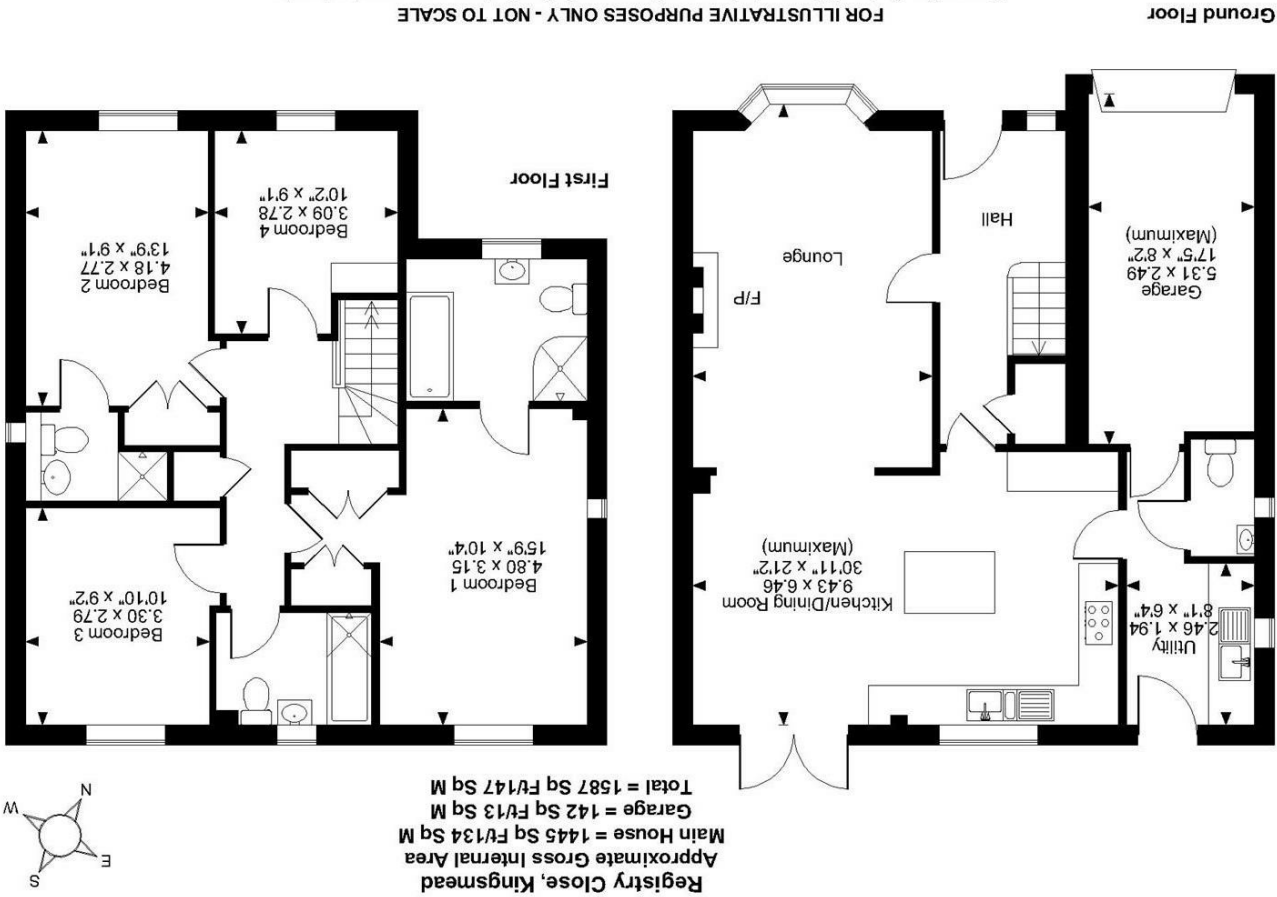 Registry Close, Kingsmead
Approximate Gross Internal Area
Main House = 1445 Sq Ft/134 Sq M
Garage = 142 Sq Ft/13 Sq M
Total = 1587 Sq Ft/147 Sq M
S
E
W
N
Utility
2.46 x 1.94
8'1" x 6'4"
Kitchen/Dining Room
9.43 x 6.46
30'11" x 21'2"
(Maximum)
Garage
5.31 x 2.49
17'5" x 8'2"
(Maximum)
Hall
Lounge
F/P
Bedroom 1
4.80 x 3.15
15'9" x 10'4"
Bedroom 3
3.30 x 2.79
10'10" x 9'2"
Bedroom 4
3.09 x 2.78
10'2" x 9'1"
Bedroom 2
4.18 x 2.77
13'9" x 9'1"
First Floor
Ground Floor
FOR ILLUSTRATIVE PURPOSES ONLY - NOT TO SCALE